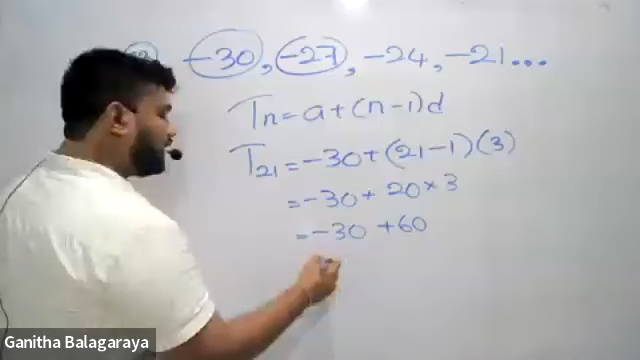 -30, -27, -24, -21...
Tn = a + (n-1)d
T21 = -30 + (21-1)(3)
= -30 + 20 × 3
= -30 + 60
Ganitha Balagaraya